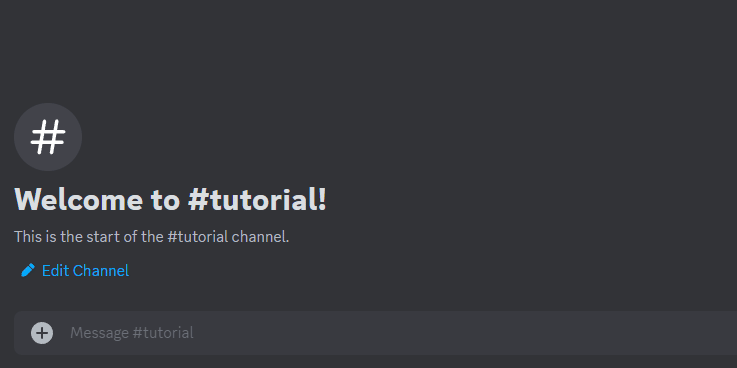 #
Welcome to #tutorial!
This is the start of the #tutorial channel.
Edit Channel
Message #tutorial